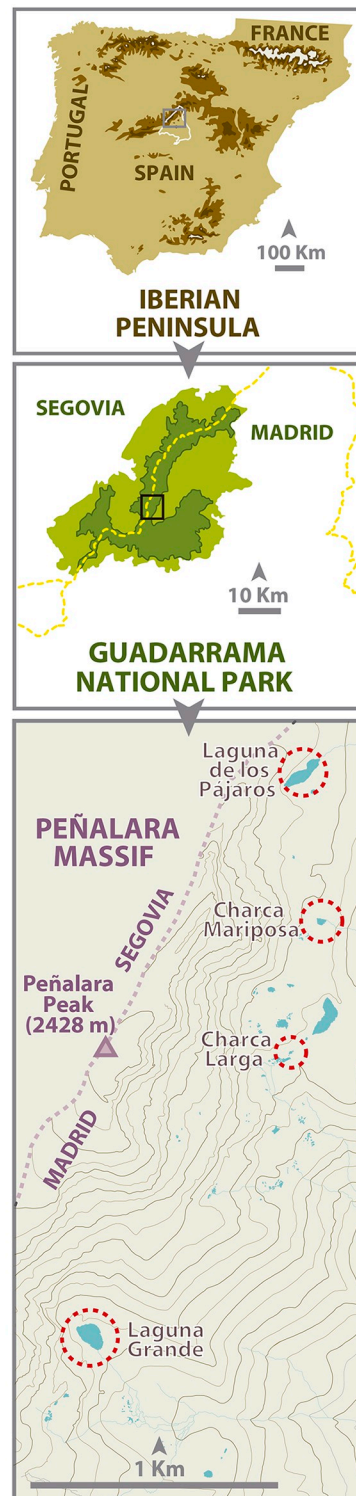 FRANCE
PORTUGAL
SPAIN
100 Km
IBERIAN
PENINSULA
SEGOVIA
MADRID
10 Km
GUADARRAMA
NATIONAL PARK
Laguna
de los
Pájaros
PEÑALARA
MASSIF
SEGOVIA
Charca
Mariposa
Peñalara
Peak
(2428 m)
Charca
Larga
MADRID
Laguna
Grande
1 Km